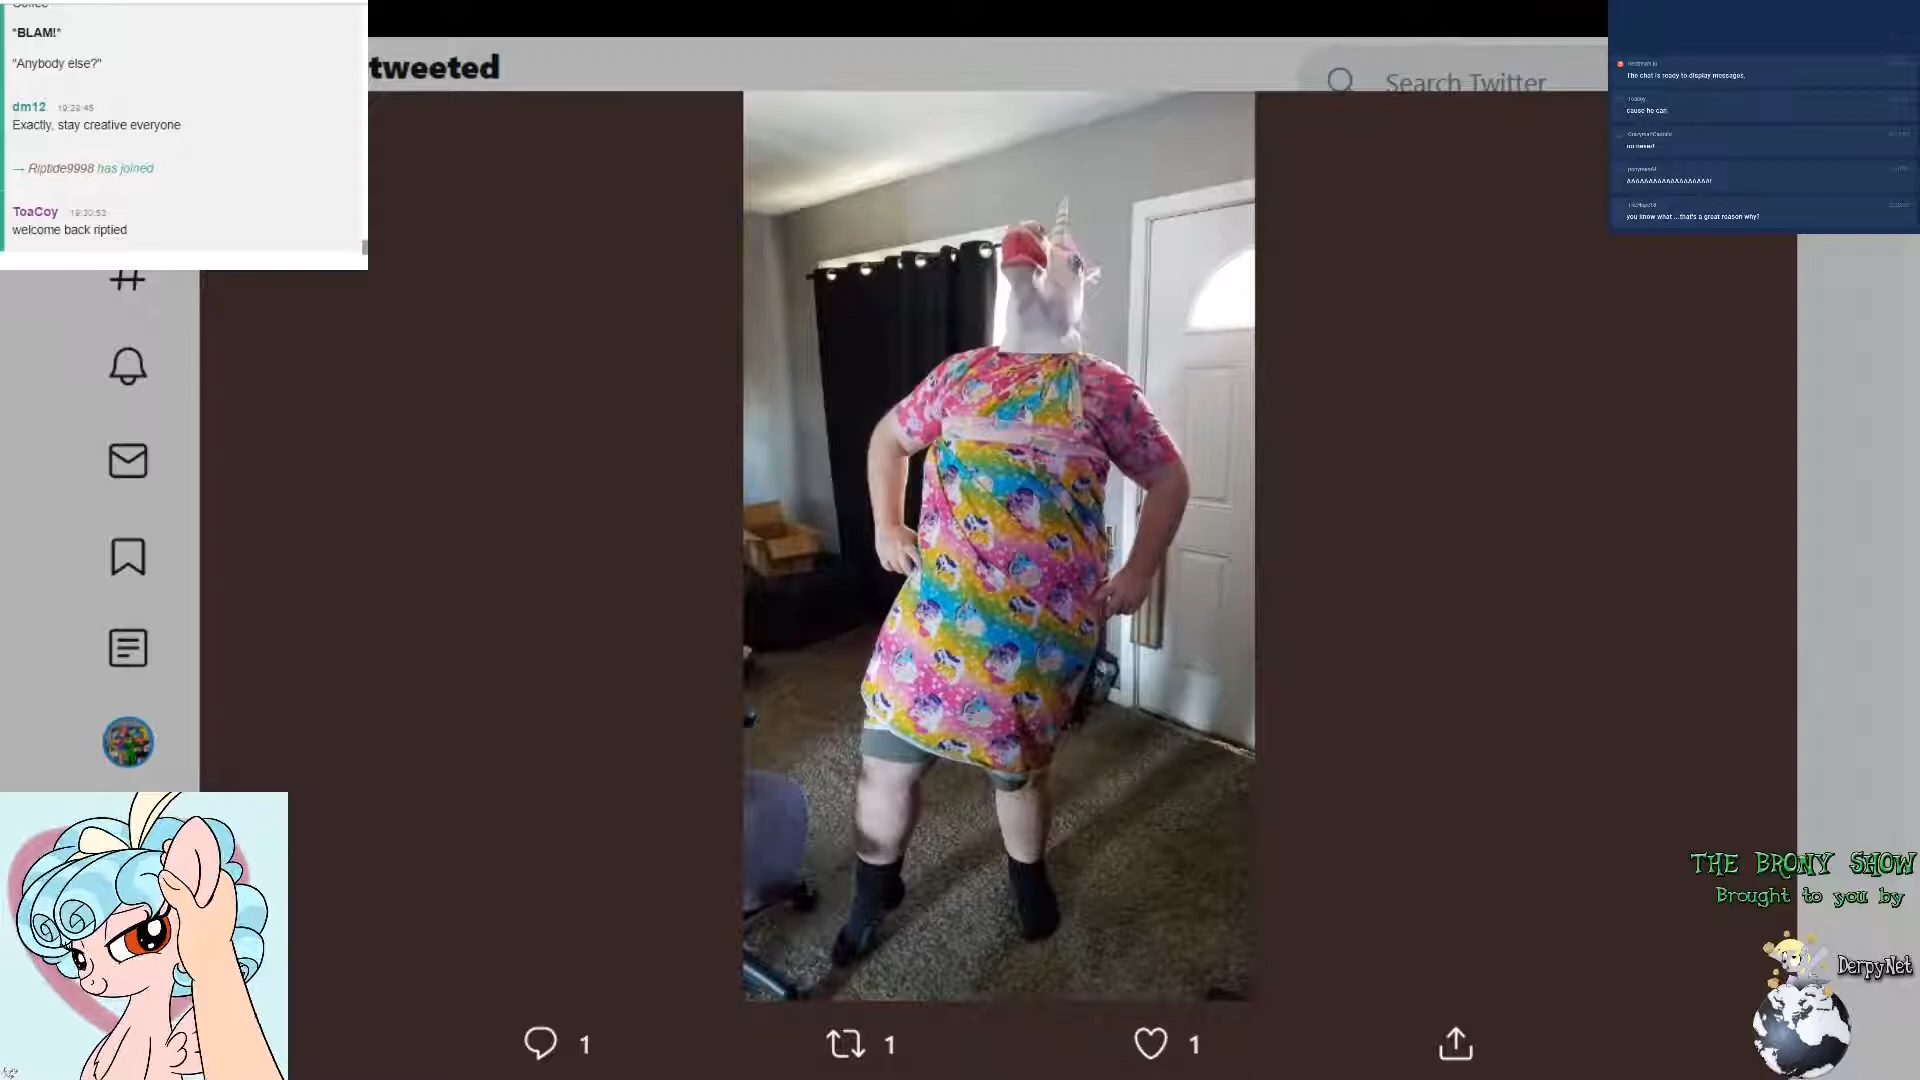 *BLAM!*
"Anybody else?"
dm12 19:29:45
Exactly, stay creative everyone
→ Riptide9998 has joined
ToaCoy 19:30:52
welcome back riptied
tweeted
Search Twitter
The chat is ready to display messages.
cause he can
no never!
you know what ...that's a great reason why?
1
1
1
THE BRONY SHOW
Brought to you by
DerpyNet